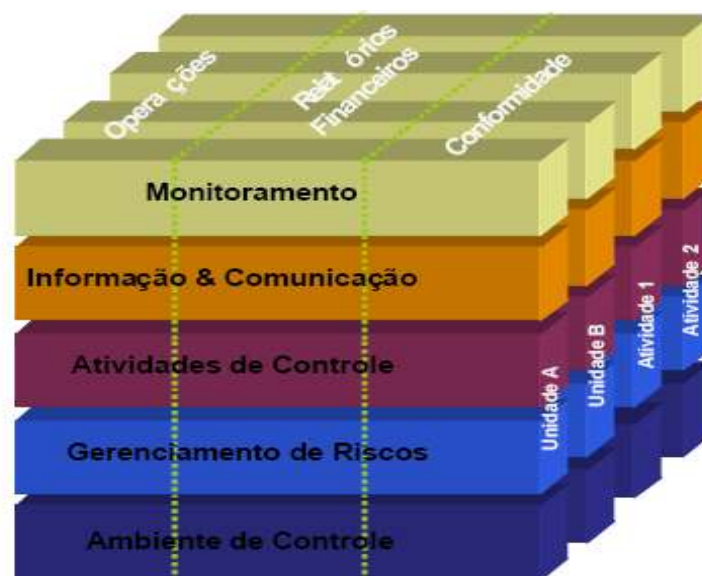 Opera ções
Relat órios
Financeiros
Conformidade
Monitoramento
Informação & Comunicação
Atividades de Controle
Gerenciamento de Riscos
Ambiente de Controle
Unidade A
Unidade B
Atividade 1
Atividade 2